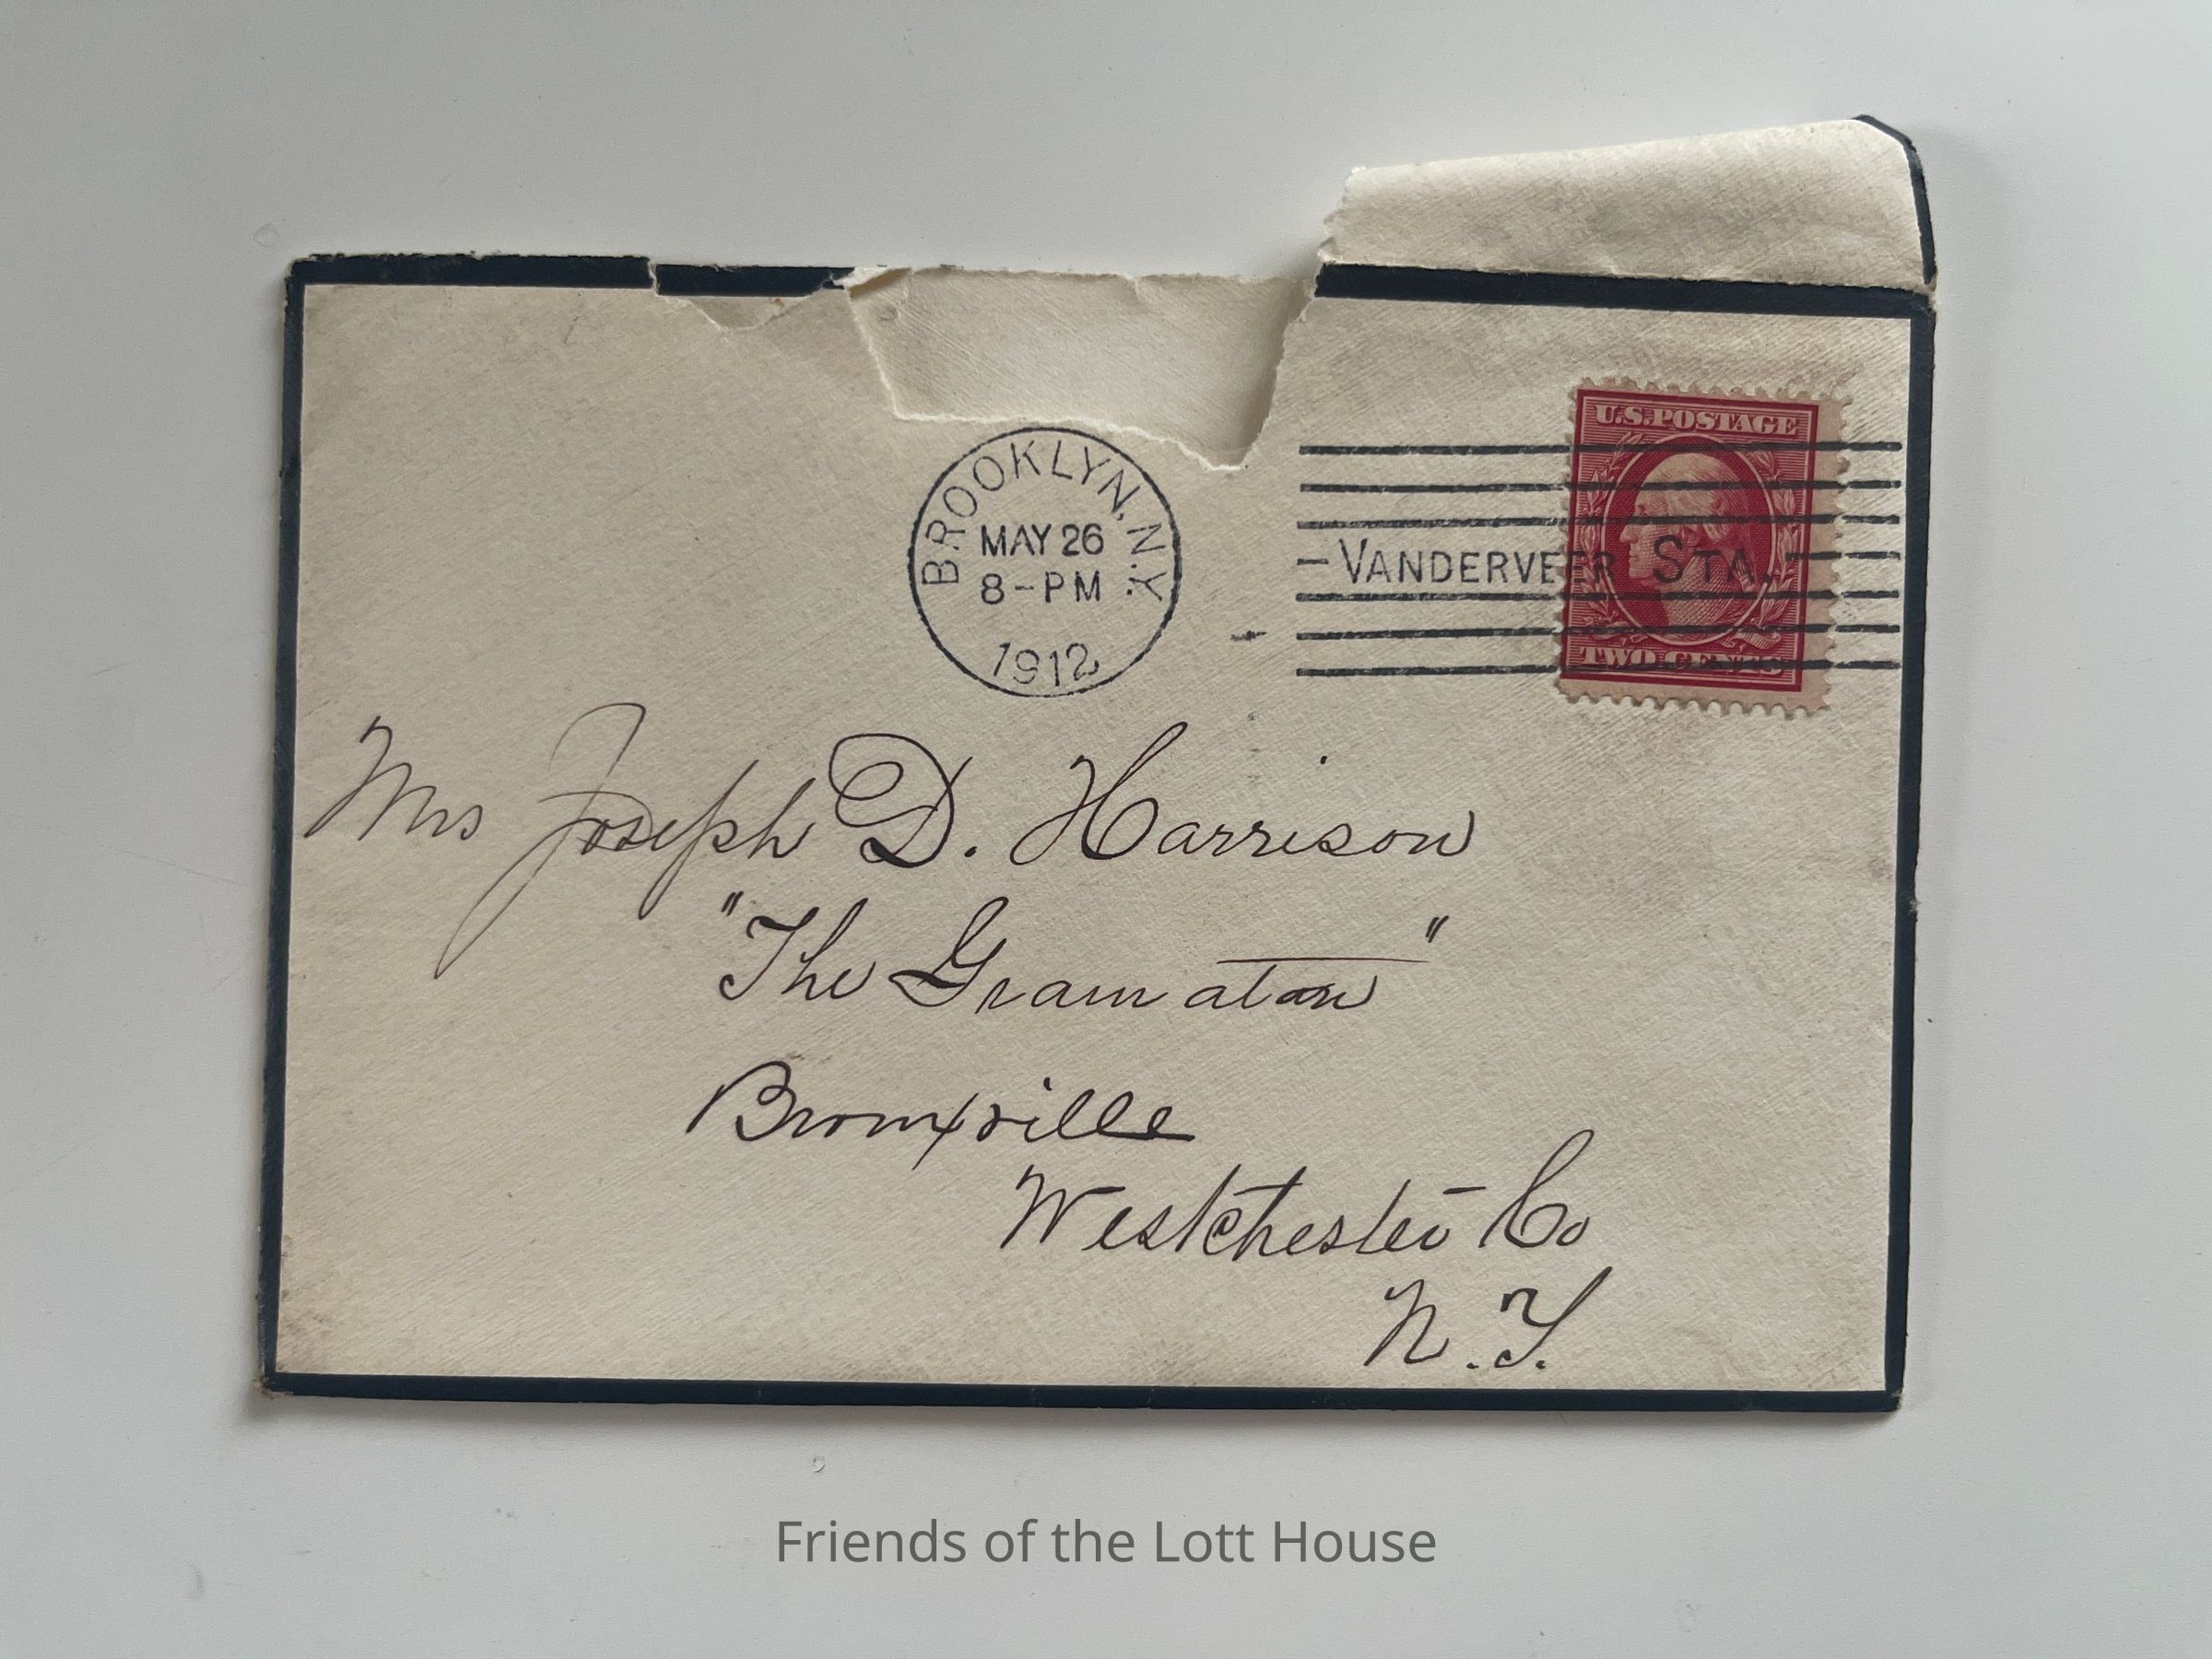 U.S. POSTAGE
BROOKLYN, N.Y.
MAY 26
8-PM
1912
- VANDERVEER STA. -
TWO CENTS
Mrs Joseph D. Harrison
"The Gramaton"
Bronxville
Westchester Co
N.Y.
Friends of the Lott House